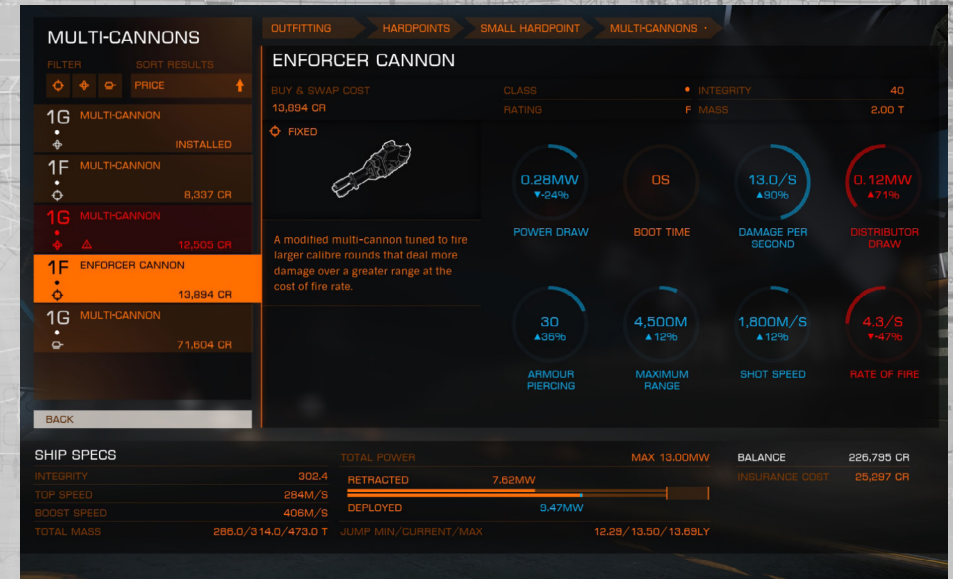 MULTI-CANNONS
FILTER SORT RESULTS
PRICE
1G MULTI-CANNON
INSTALLED
1F MULTI-CANNON
8,337 CR
1G MULTI-CANNON
12,505 CR
1F ENFORCER CANNON
13,894 CR
1G MULTI-CANNON
71,604 CR
BACK
OUTFITTING HARDPOINTS SMALL HARDPOINT MULTI-CANNONS
ENFORCER CANNON
BUY & SWAP COST
13,894 CR
CLASS
RATING F
INTEGRITY 40
MASS 2.00 T
FIXED
A modified multi-cannon tuned to fire
larger calibre rounds that deal more
damage over a greater range at the
cost of fire rate.
0.28MW
▼-24%
POWER DRAW
0S
BOOT TIME
13.0/S
▲90%
DAMAGE PER
SECOND
0.12MW
▲71%
DISTRIBUTOR
DRAW
30
▲36%
ARMOUR
PIERCING
4,500M
▲12%
MAXIMUM
RANGE
1,800M/S
▲12%
SHOT SPEED
4.3/S
▼-47%
RATE OF FIRE
SHIP SPECS
INTEGRITY 302.4
TOP SPEED 284M/S
BOOST SPEED 406M/S
TOTAL MASS 286.0/314.0/473.0 T
TOTAL POWER MAX 13.00MW
RETRACTED 7.62MW
DEPLOYED 9.47MW
JUMP MIN/CURRENT/MAX 12.29/13.50/13.69LY
BALANCE 226,795 CR
INSURANCE COST 25,297 CR